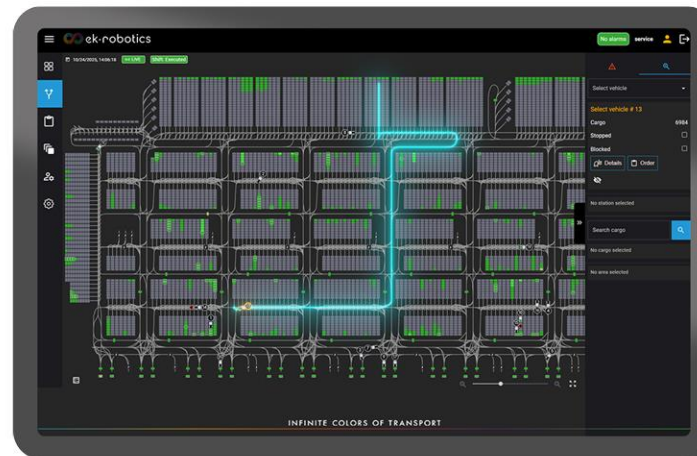 ek-robotics
No alarms
service
10/24/2025, 14:06:16
LIVE
Shift: Executed
Select vehicle
Select vehicle # 13
Cargo 6984
Stopped
Blocked
Details Order
No station selected
Search cargo
No cargo selected
No area selected
INFINITE COLORS OF TRANSPORT